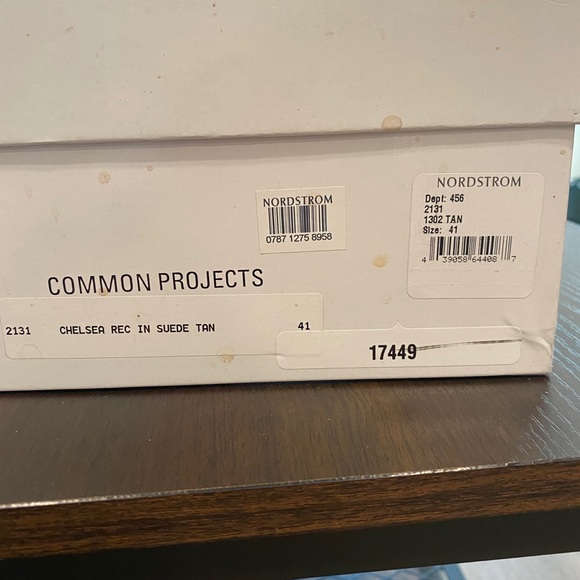 NORDSTROM
Dept: 456
2131
1302 TAN
Size: 41
4 39058 64408 7
NORDSTROM
0787 1275 8958
COMMON PROJECTS
2131 CHELSEA REC IN SUEDE TAN 41
17449